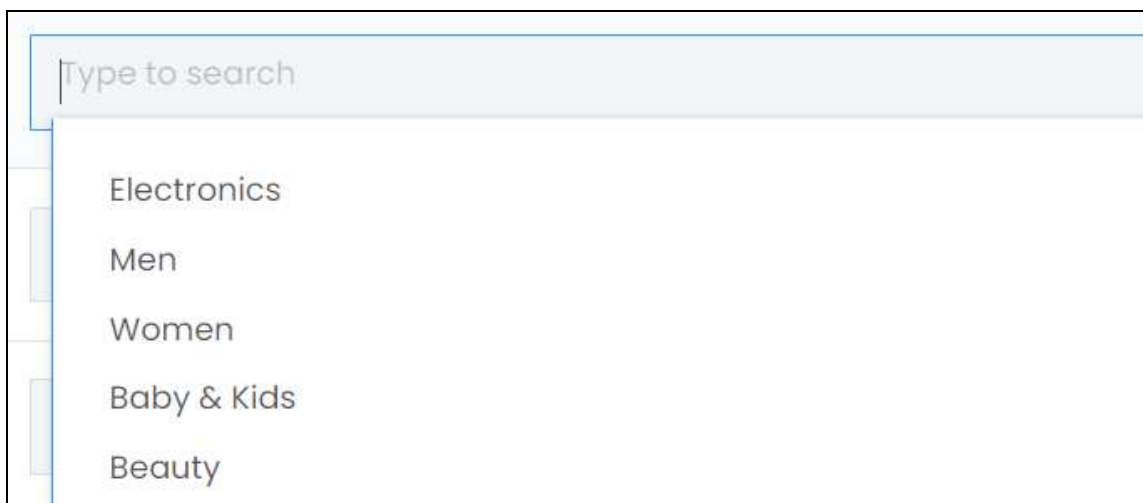 Type to search
Electronics
Men
Women
Baby & Kids
Beauty